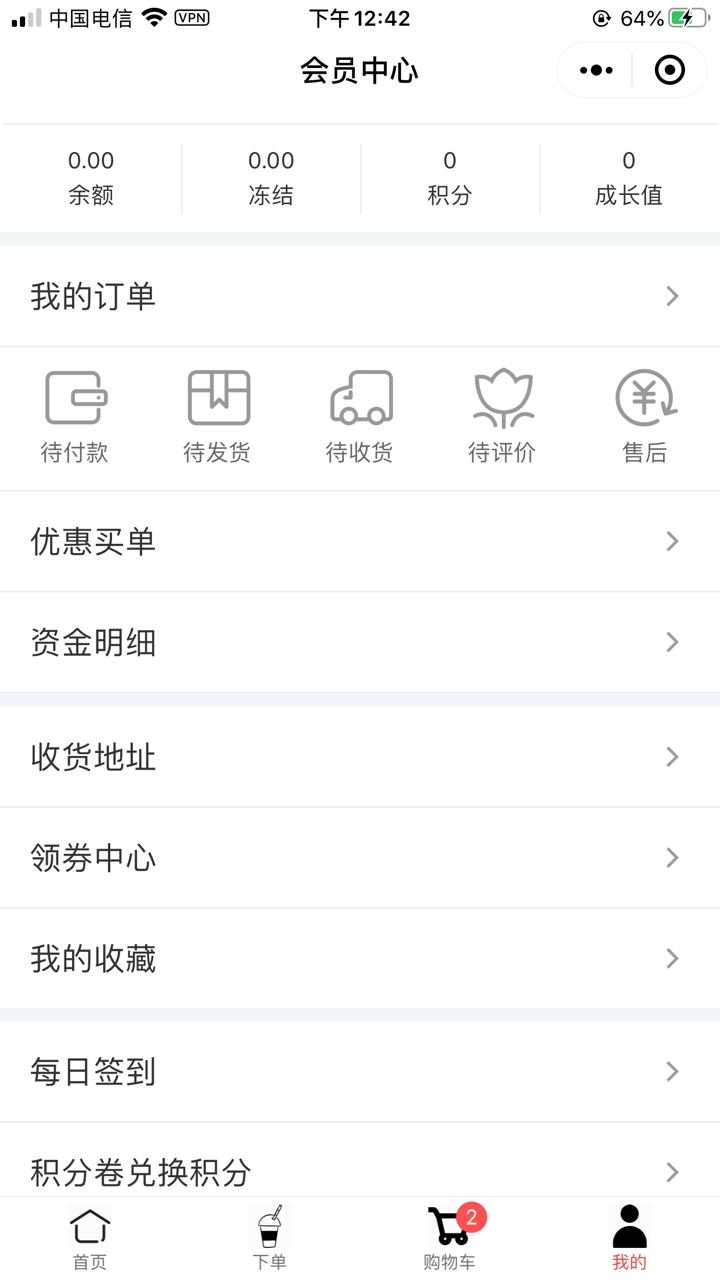 中国电信 VPN 下午12:42 64%
会员中心
0.00 0.00 0 0
余额 冻结 积分 成长值
我的订单
待付款 待发货 待收货 待评价 售后
优惠买单
资金明细
收货地址
领券中心
我的收藏
每日签到
积分卷兑换积分
2
首页 下单 购物车 我的